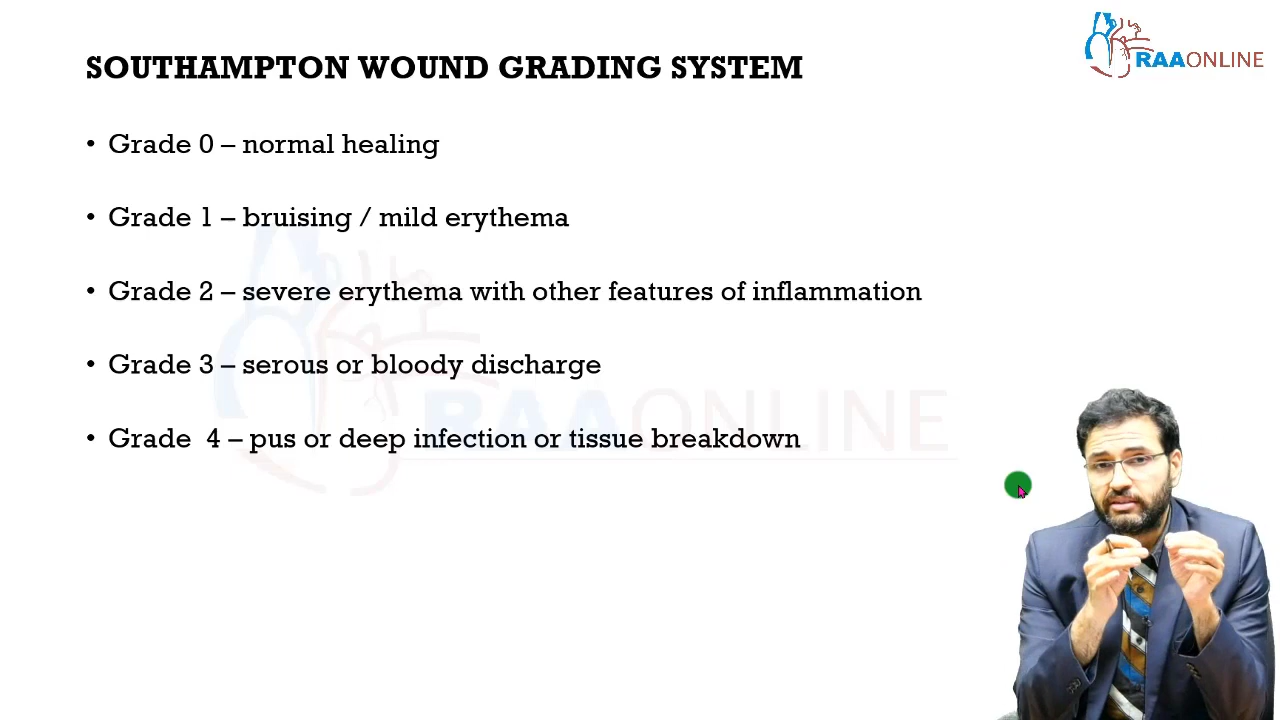 RAAONLINE
SOUTHAMPTON WOUND GRADING SYSTEM
• Grade 0 – normal healing
• Grade 1 – bruising / mild erythema
• Grade 2 – severe erythema with other features of inflammation
• Grade 3 – serous or bloody discharge
• Grade  4 – pus or deep infection or tissue breakdown
RAAONLINE